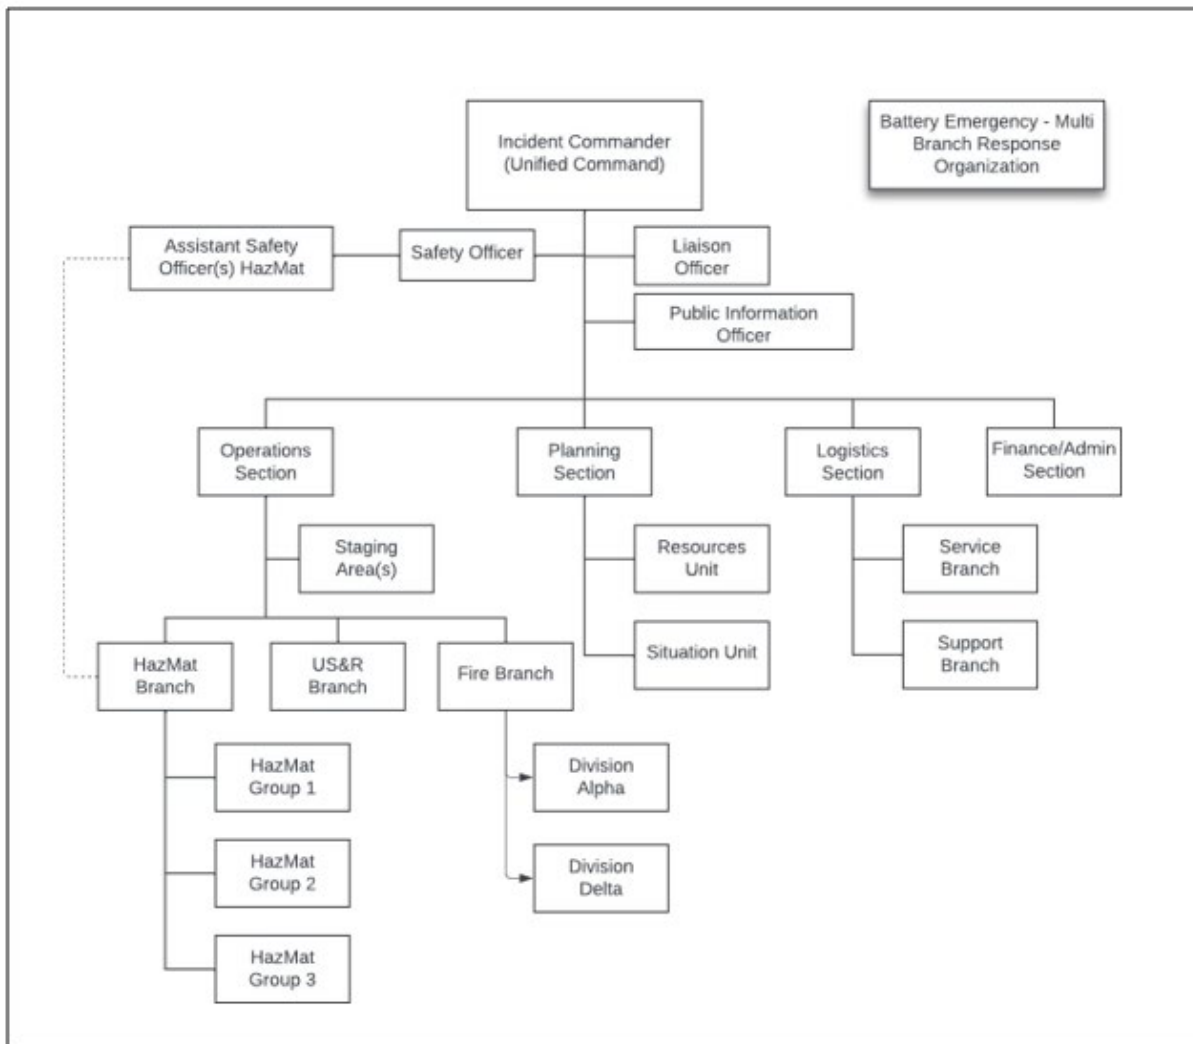 Incident Commander
(Unified Command)
Battery Emergency - Multi
Branch Response
Organization
Assistant Safety
Officer(s) HazMat
Safety Officer
Liaison
Officer
Public Information
Officer
Operations
Section
Planning
Section
Logistics
Section
Finance/Admin
Section
Staging
Area(s)
Resources
Unit
Service
Branch
HazMat
Branch
US&R
Branch
Fire Branch
Situation Unit
Support
Branch
HazMat
Group 1
Division
Alpha
HazMat
Group 2
Division
Delta
HazMat
Group 3